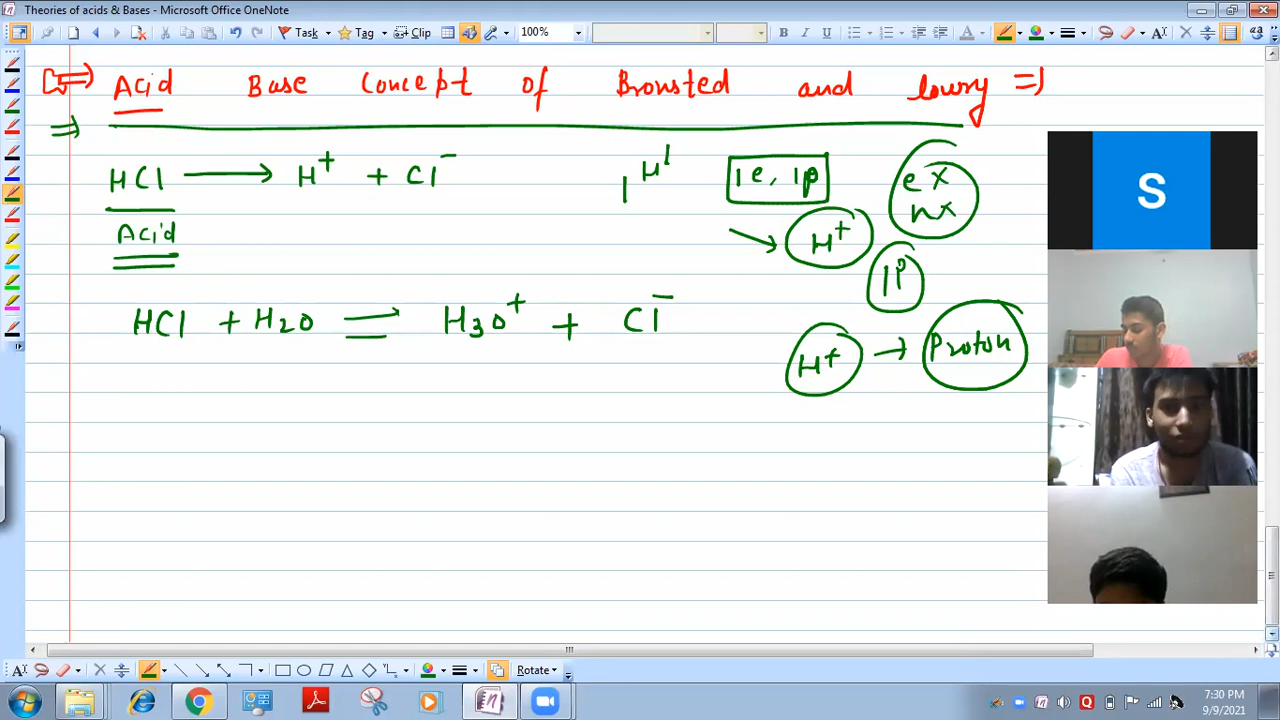 Theories of acids & Bases - Microsoft Office OneNote
Task Tag Clip 100% B I U A
Acid Base Concept of Bronsted and lowry ⇒
⇒
HCl → H⁺ + Cl⁻
₁H¹
1e, 1p
e x
n x
Acid
→ H⁺
1P
HCl + H2O ⇌ H3O⁺ + Cl⁻
H⁺ → Proton
S
Rotate
7:30 PM
9/9/2021